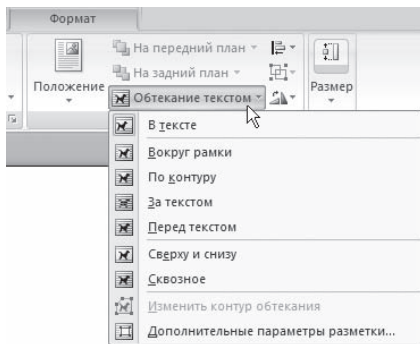 Формат
На передний план
На задний план
Положение
Обтекание текстом
Размер
В тексте
Вокруг рамки
По контуру
За текстом
Перед текстом
Сверху и снизу
Сквозное
Изменить контур обтекания
Дополнительные параметры разметки...